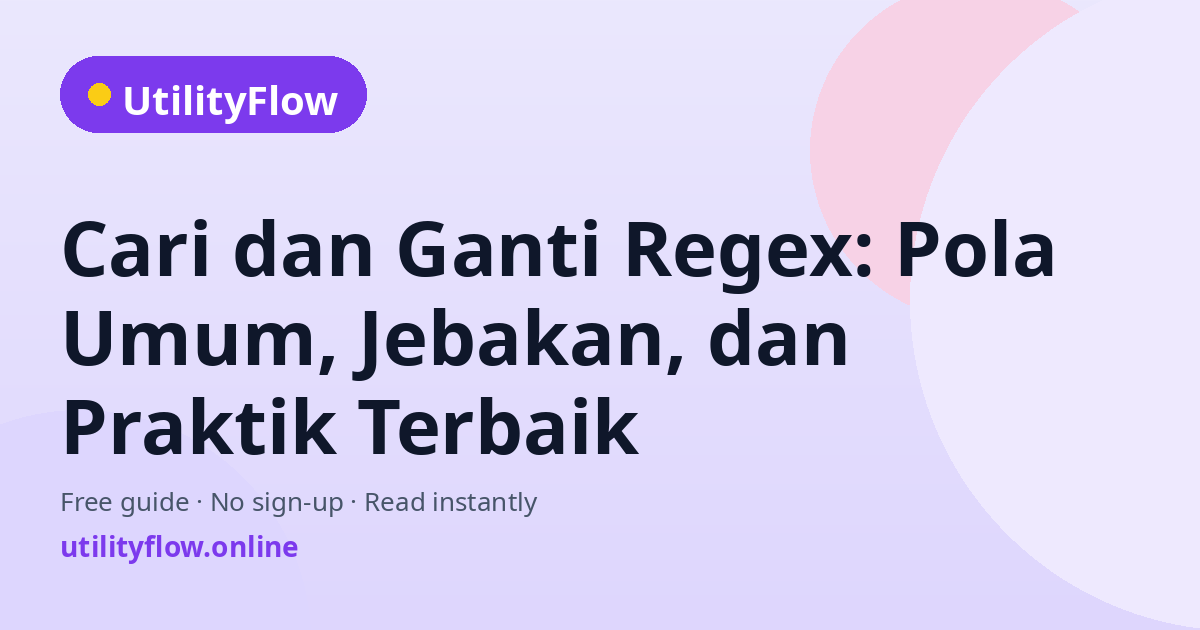 UtilityFlow
Cari dan Ganti Regex: Pola
Umum, Jebakan, dan
Praktik Terbaik
Free guide · No sign-up · Read instantly
utilityflow.online